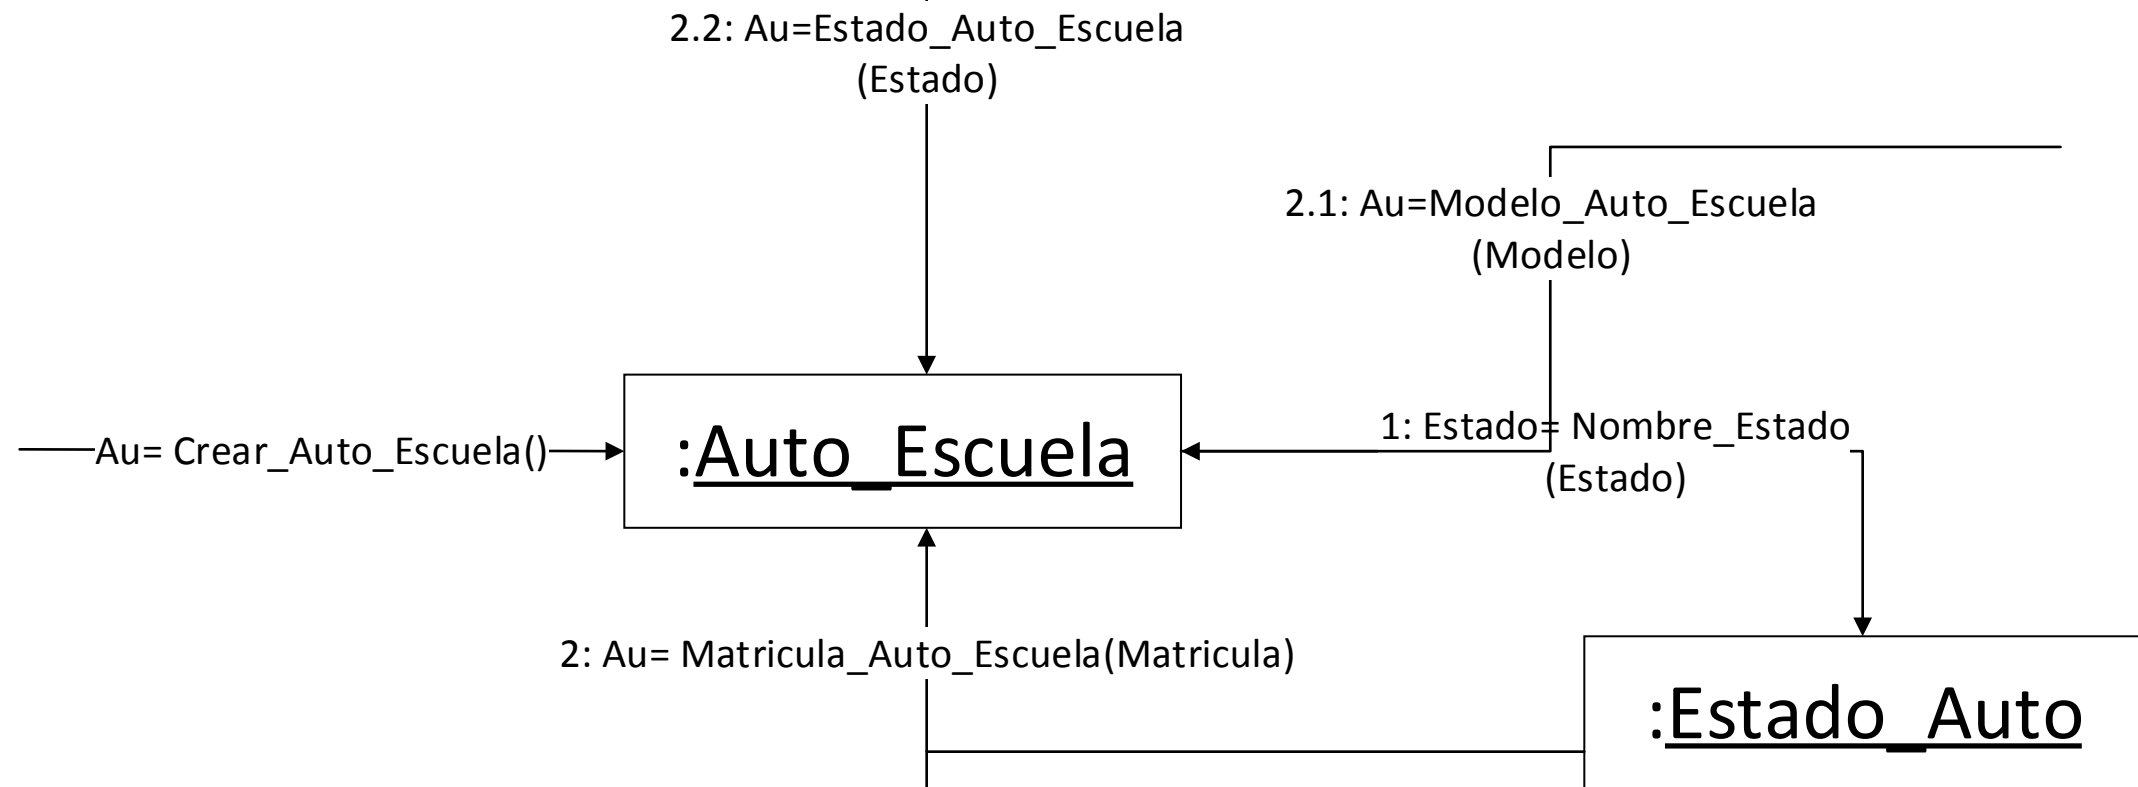 2.2: Au=Estado_Auto_Escuela
(Estado)
2.1: Au=Modelo_Auto_Escuela
(Modelo)
1: Estado= Nombre_Estado
(Estado)
Au= Crear_Auto_Escuela()
:Auto_Escuela
2: Au= Matricula_Auto_Escuela(Matricula)
:Estado_Auto